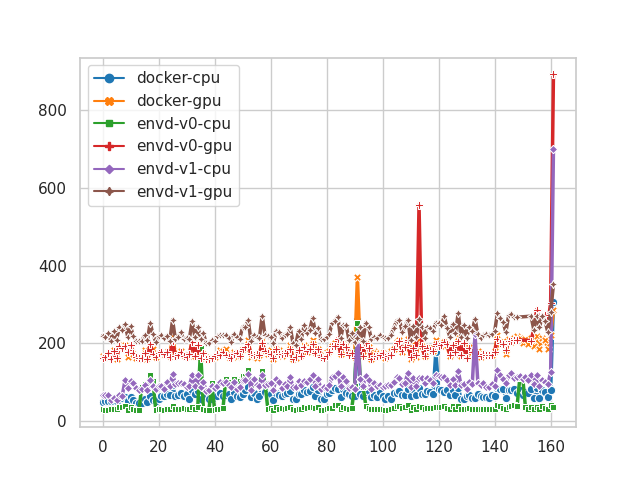 docker-cpu
docker-gpu
envd-v0-cpu
envd-v0-gpu
envd-v1-cpu
envd-v1-gpu
800
600
400
200
0
0 20 40 60 80 100 120 140 160